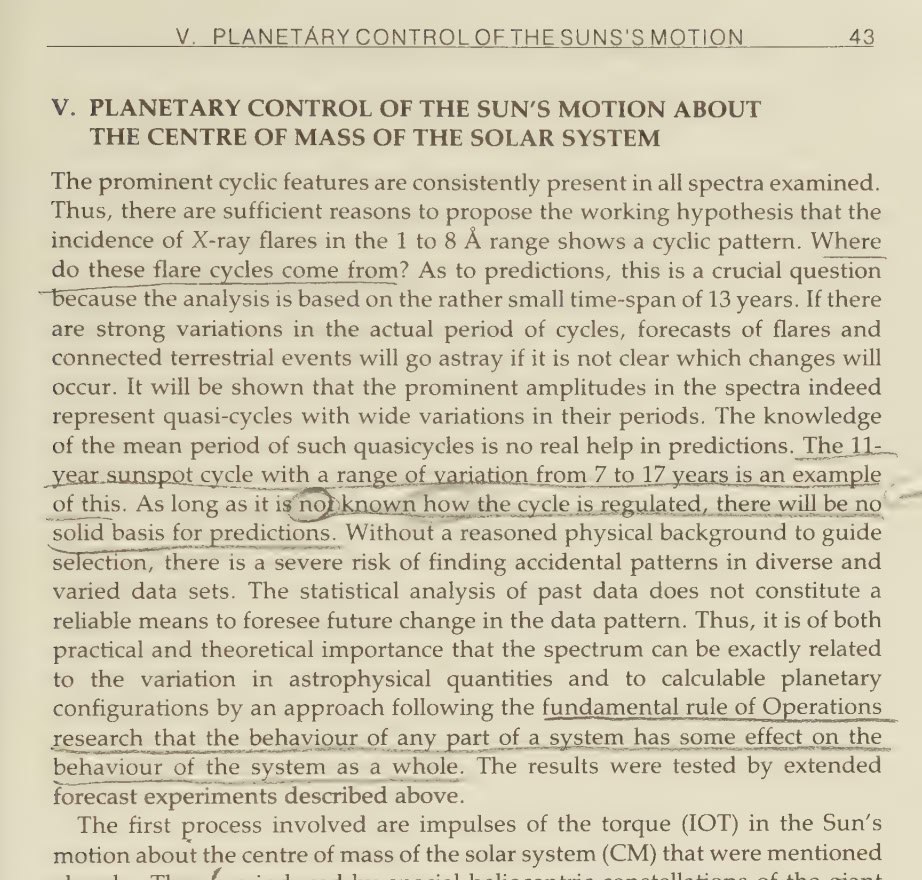 V. PLANETÁRY CONTROL OF THE SUNS'S MOTION 43
V. PLANETARY CONTROL OF THE SUN'S MOTION ABOUT
THE CENTRE OF MASS OF THE SOLAR SYSTEM
The prominent cyclic features are consistently present in all spectra examined.
Thus, there are sufficient reasons to propose the working hypothesis that the
incidence of X-ray flares in the 1 to 8 Å range shows a cyclic pattern. Where
do these flare cycles come from? As to predictions, this is a crucial question
because the analysis is based on the rather small time-span of 13 years. If there
are strong variations in the actual period of cycles, forecasts of flares and
connected terrestrial events will go astray if it is not clear which changes will
occur. It will be shown that the prominent amplitudes in the spectra indeed
represent quasi-cycles with wide variations in their periods. The knowledge
of the mean period of such quasicycles is no real help in predictions. The 11-
year sunspot cycle with a range of variation from 7 to 17 years is an example
of this. As long as it is not known how the cycle is regulated, there will be no
solid basis for predictions. Without a reasoned physical background to guide
selection, there is a severe risk of finding accidental patterns in diverse and
varied data sets. The statistical analysis of past data does not constitute a
reliable means to foresee future change in the data pattern. Thus, it is of both
practical and theoretical importance that the spectrum can be exactly related
to the variation in astrophysical quantities and to calculable planetary
configurations by an approach following the fundamental rule of Operations
research that the behaviour of any part of a system has some effect on the
behaviour of the system as a whole. The results were tested by extended
forecast experiments described above.
The first process involved are impulses of the torque (IOT) in the Sun's
motion about the centre of mass of the solar system (CM) that were mentioned